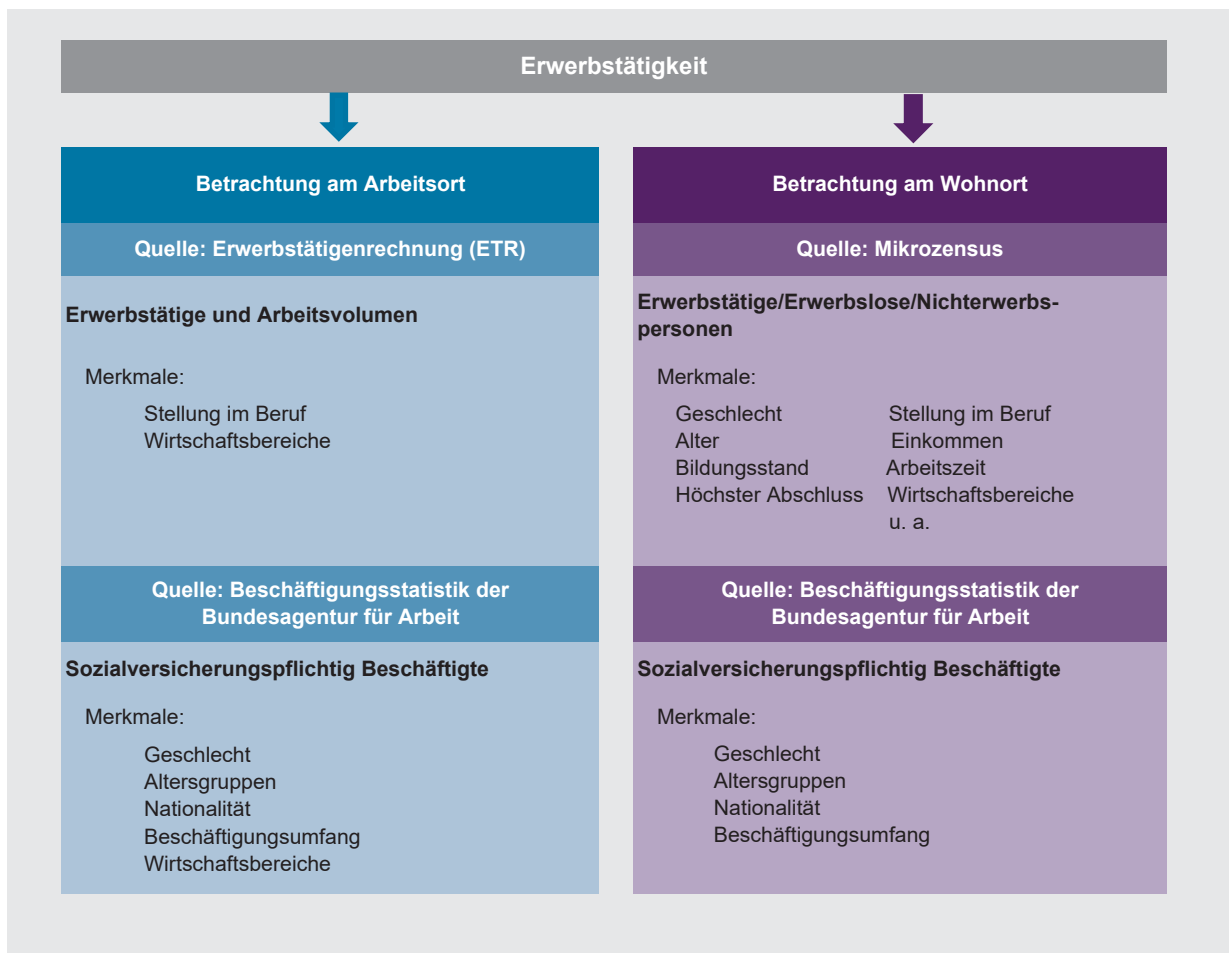 Erwerbstätigkeit
Betrachtung am Arbeitsort
Quelle: Erwerbstätigenrechnung (ETR)
Erwerbstätige und Arbeitsvolumen
Merkmale:
Stellung im Beruf
Wirtschaftsbereiche
Quelle: Beschäftigungsstatistik der
Bundesagentur für Arbeit
Sozialversicherungspflichtig Beschäftigte
Merkmale:
Geschlecht
Altersgruppen
Nationalität
Beschäftigungsumfang
Wirtschaftsbereiche
Betrachtung am Wohnort
Quelle: Mikrozensus
Erwerbstätige/Erwerbslose/Nichterwerbs-
personen
Merkmale:
Geschlecht Stellung im Beruf
Alter Einkommen
Bildungsstand Arbeitszeit
Höchster Abschluss Wirtschaftsbereiche
u. a.
Quelle: Beschäftigungsstatistik der
Bundesagentur für Arbeit
Sozialversicherungspflichtig Beschäftigte
Merkmale:
Geschlecht
Altersgruppen
Nationalität
Beschäftigungsumfang